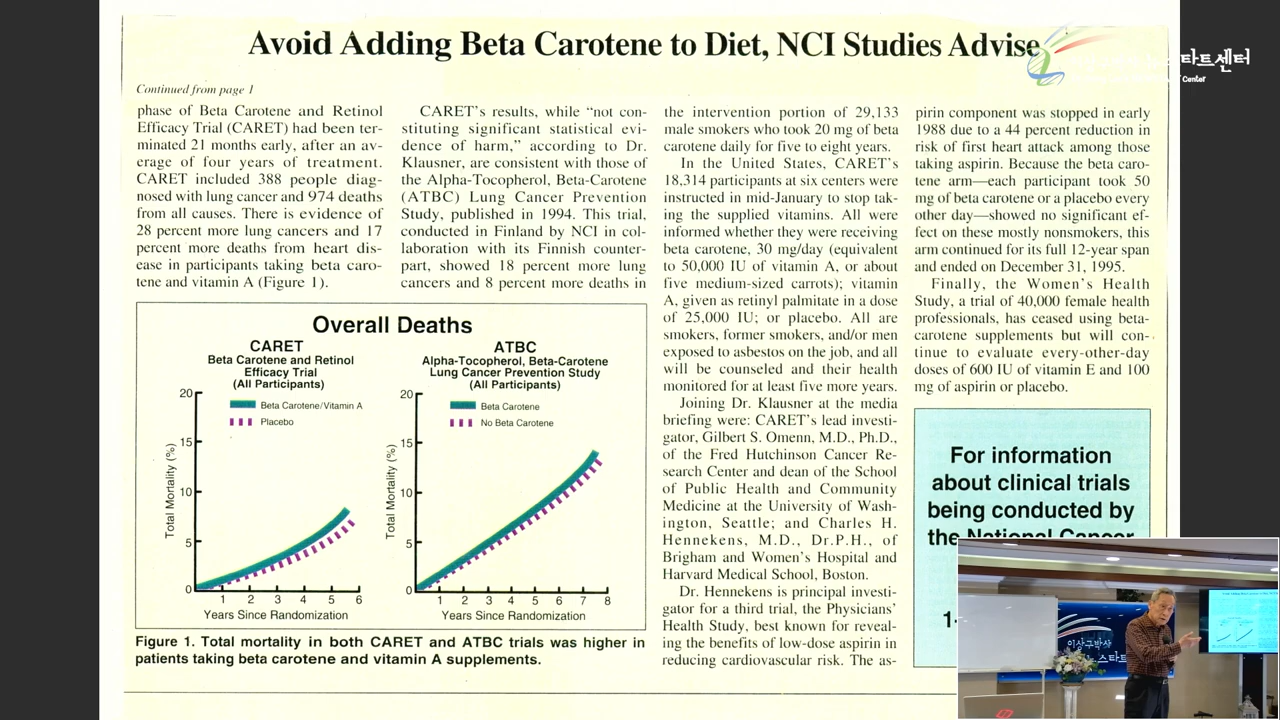 Avoid Adding Beta Carotene to Diet, NCI Studies Advise
스타트센터
Center
Continued from page 1
phase of Beta Carotene and Retinol
Efficacy Trial (CARET) had been ter-
minated 21 months early, after an av-
erage of four years of treatment.
CARET included 388 people diag-
nosed with lung cancer and 974 deaths
from all causes. There is evidence of
28 percent more lung cancers and 17
percent more deaths from heart dis-
ease in participants taking beta caro-
tene and vitamin A (Figure 1).
CARET's results, while “not con-
stituting significant statistical evi-
dence of harm,” according to Dr.
Klausner, are consistent with those of
the Alpha-Tocopherol, Beta-Carotene
(ATBC) Lung Cancer Prevention
Study, published in 1994. This trial,
conducted in Finland by NCI in col-
laboration with its Finnish counter-
part, showed 18 percent more lung
cancers and 8 percent more deaths in
Overall Deaths
CARET
Beta Carotene and Retinol
Efficacy Trial
(All Participants)
Beta Carotene/Vitamin A
Placebo
Total Mortality (%)
20
15
10
5
0
1 2 3 4 5 6
Years Since Randomization
ATBC
Alpha-Tocopherol, Beta-Carotene
Lung Cancer Prevention Study
(All Participants)
Beta Carotene
No Beta Carotene
Total Mortality (%)
20
15
10
5
0
1 2 3 4 5 6 7 8
Years Since Randomization
Figure 1. Total mortality in both CARET and ATBC trials was higher in
patients taking beta carotene and vitamin A supplements.
the intervention portion of 29,133
male smokers who took 20 mg of beta
carotene daily for five to eight years.
In the United States, CARET's
18,314 participants at six centers were
instructed in mid-January to stop tak-
ing the supplied vitamins. All were
informed whether they were receiving
beta carotene, 30 mg/day (equivalent
to 50,000 IU of vitamin A, or about
five medium-sized carrots); vitamin
A, given as retinyl palmitate in a dose
of 25,000 IU; or placebo. All are
smokers, former smokers, and/or men
exposed to asbestos on the job, and all
will be counseled and their health
monitored for at least five more years.
Joining Dr. Klausner at the media
briefing were: CARET's lead investi-
gator, Gilbert S. Omenn, M.D., Ph.D.,
of the Fred Hutchinson Cancer Re-
search Center and dean of the School
of Public Health and Community
Medicine at the University of Wash-
ington, Seattle; and Charles H.
Hennekens, M.D., Dr.P.H., of
Brigham and Women's Hospital and
Harvard Medical School, Boston.
Dr. Hennekens is principal investi-
gator for a third trial, the Physicians'
Health Study, best known for reveal-
ing the benefits of low-dose aspirin in
reducing cardiovascular risk. The as-
pirin component was stopped in early
1988 due to a 44 percent reduction in
risk of first heart attack among those
taking aspirin. Because the beta caro-
tene arm—each participant took 50
mg of beta carotene or a placebo every
other day—showed no significant ef-
fect on these mostly nonsmokers, this
arm continued for its full 12-year span
and ended on December 31, 1995.
Finally, the Women's Health
Study, a trial of 40,000 female health
professionals, has ceased using beta-
carotene supplements but will con-
tinue to evaluate every-other-day
doses of 600 IU of vitamin E and 100
mg of aspirin or placebo.
For information
about clinical trials
being conducted by
the National Cancer
1-
이상구박사
스타트